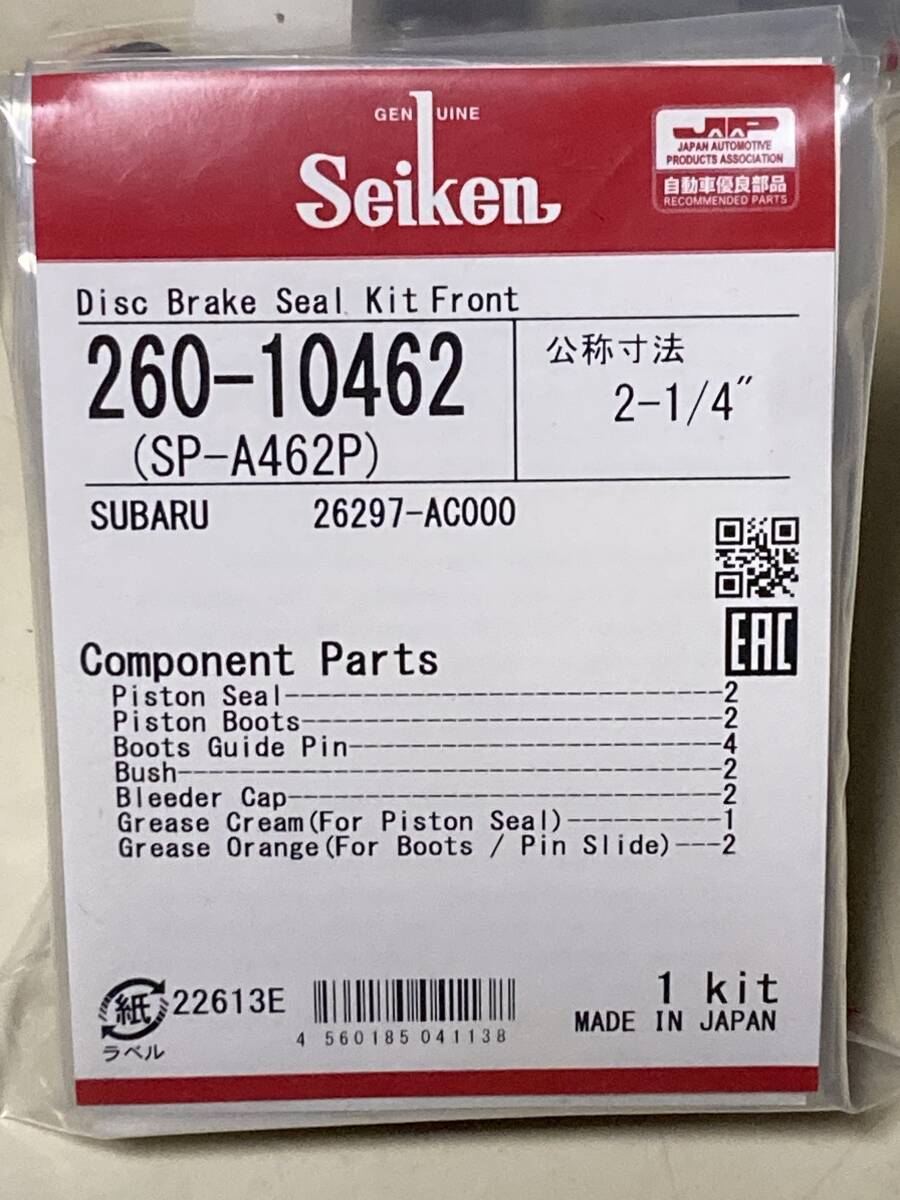 GENUINE
Seiken
JAAP
JAPAN AUTOMOTIVE
PRODUCTS ASSOCIATION
自動車優良部品
RECOMMENDED PARTS
Disc Brake Seal Kit Front
260-10462
(SP-A462P)
公称寸法
2-1/4″
SUBARU 26297-AC000
EAC
Component Parts
Piston Seal------------------------------2
Piston Boots-----------------------------2
Boots Guide Pin--------------------------4
Bush-------------------------------------2
Bleeder Cap------------------------------2
Grease Cream(For Piston Seal)----------1
Grease Orange(For Boots / Pin Slide)---2
紙
ラベル
22613E
4 560185 041138
1 kit
MADE IN JAPAN